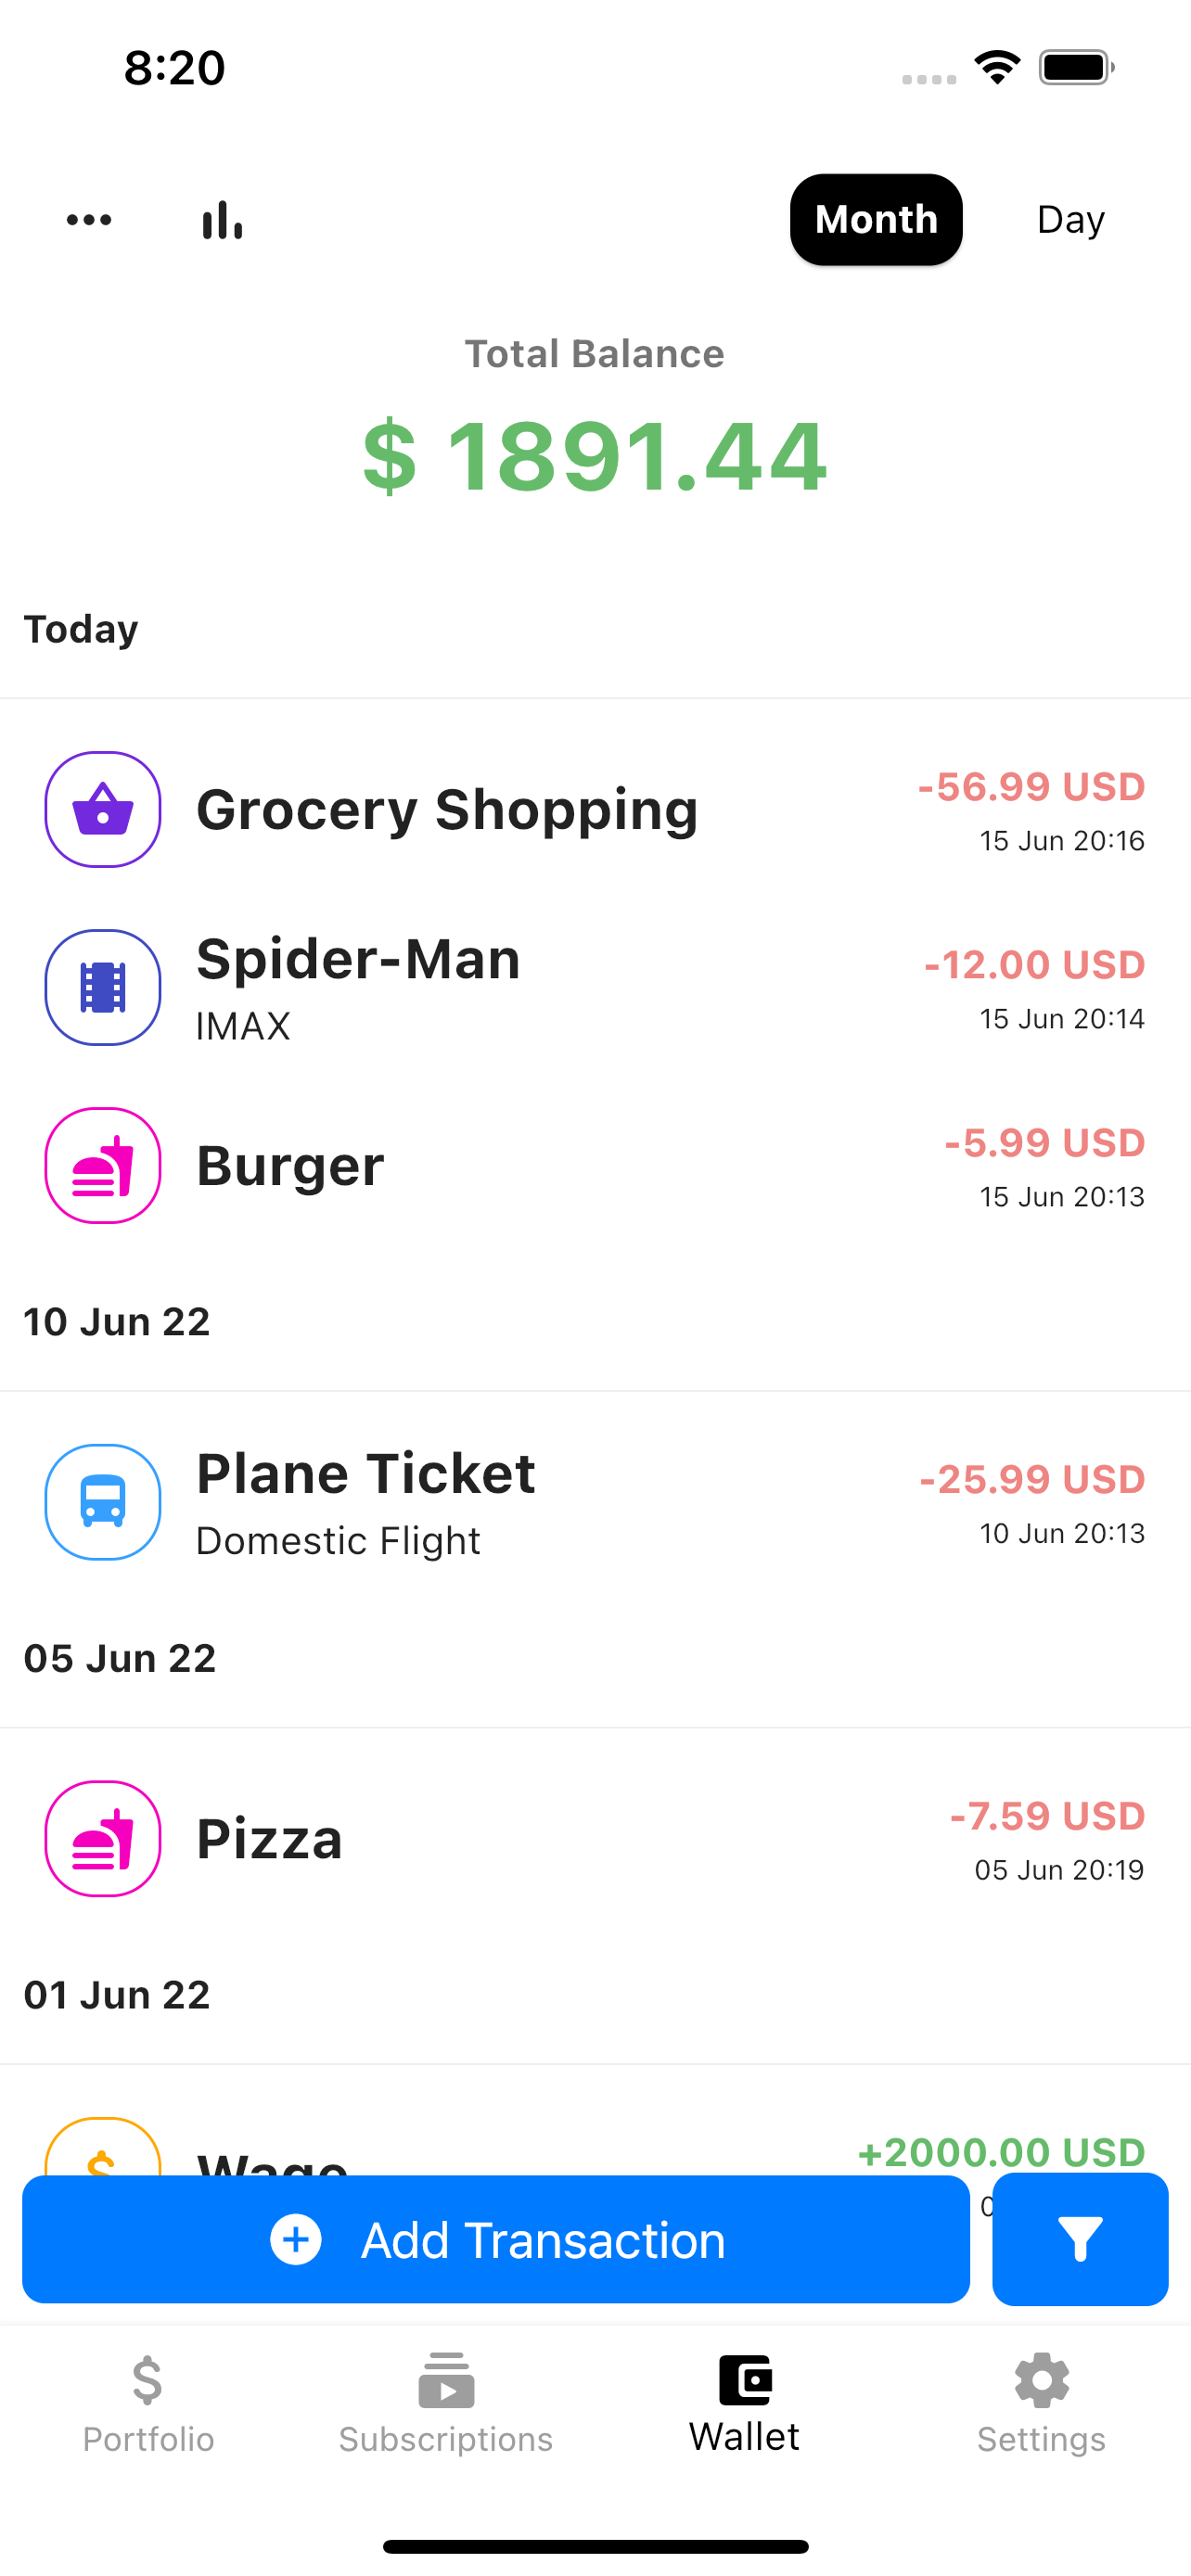 8:20
Month
Day
Total Balance
$ 1891.44
Today
Grocery Shopping
-56.99 USD
15 Jun 20:16
Spider-Man
IMAX
-12.00 USD
15 Jun 20:14
Burger
-5.99 USD
15 Jun 20:13
10 Jun 22
Plane Ticket
Domestic Flight
-25.99 USD
10 Jun 20:13
05 Jun 22
Pizza
-7.59 USD
05 Jun 20:19
01 Jun 22
Wage
+2000.00 USD
Add Transaction
Portfolio
Subscriptions
Wallet
Settings